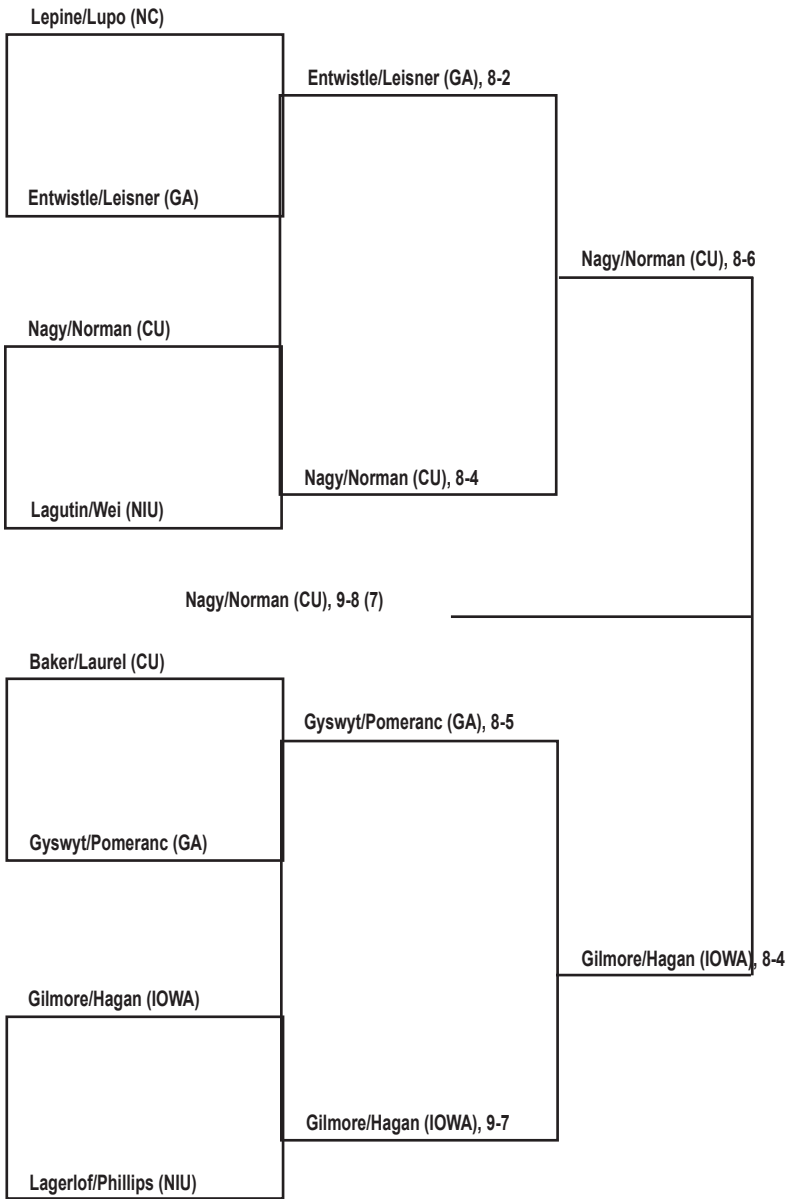 Lepine/Lupo (NC)
Entwistle/Leisner (GA), 8-2
Entwistle/Leisner (GA)
Nagy/Norman (CU), 8-6
Nagy/Norman (CU)
Nagy/Norman (CU), 8-4
Lagutin/Wei (NIU)
Nagy/Norman (CU), 9-8 (7)
Baker/Laurel (CU)
Gyswyt/Pomeranc (GA), 8-5
Gyswyt/Pomeranc (GA)
Gilmore/Hagan (IOWA), 8-4
Gilmore/Hagan (IOWA)
Gilmore/Hagan (IOWA), 9-7
Lagerlof/Phillips (NIU)